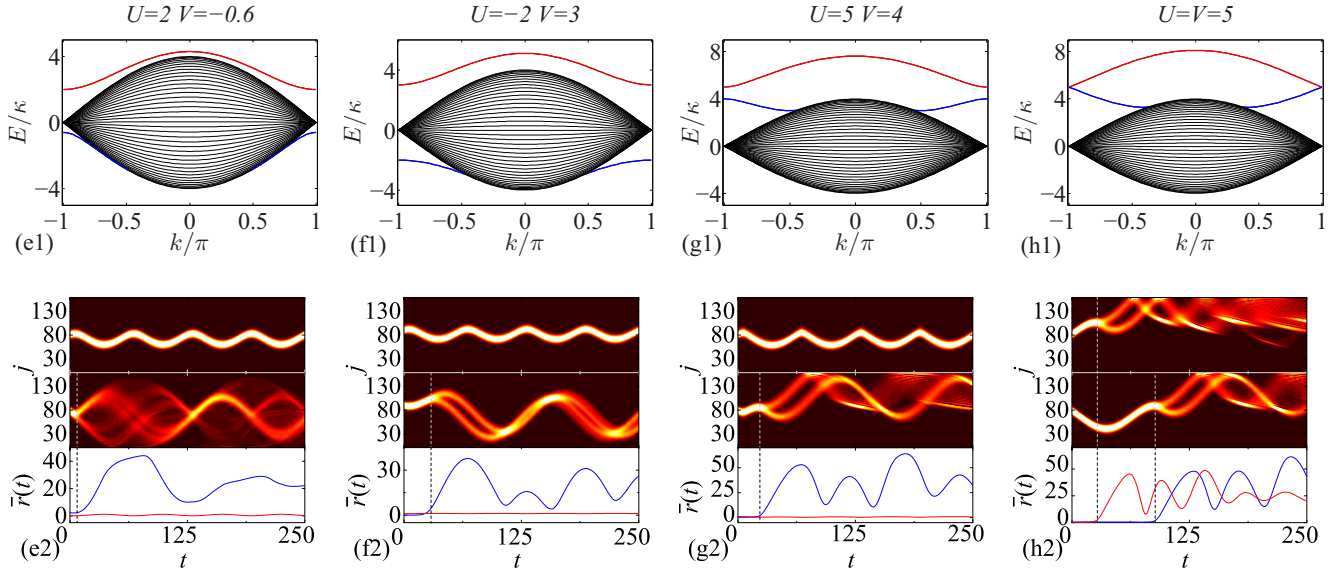 U=2 V=−0.6
U=−2 V=3
U=5 V=4
U=V=5
E/κ
4
0
−4
−1
−0.5
0
0.5
1
(e1)
k/π
E/κ
4
0
−4
−1
−0.5
0
0.5
1
(f1)
k/π
E/κ
8
4
0
−4
−1
−0.5
0
0.5
1
(g1)
k/π
E/κ
8
4
0
−4
−1
−0.5
0
0.5
1
(h1)
k/π
j
130
80
30
130
80
30
r̄(t)
40
20
0
0
125
250
(e2)
t
j
130
80
30
130
80
30
r̄(t)
30
0
0
125
250
(f2)
t
j
130
80
30
130
80
30
r̄(t)
50
25
0
0
125
250
(g2)
t
j
130
80
30
130
80
30
r̄(t)
50
25
0
0
125
250
(h2)
t